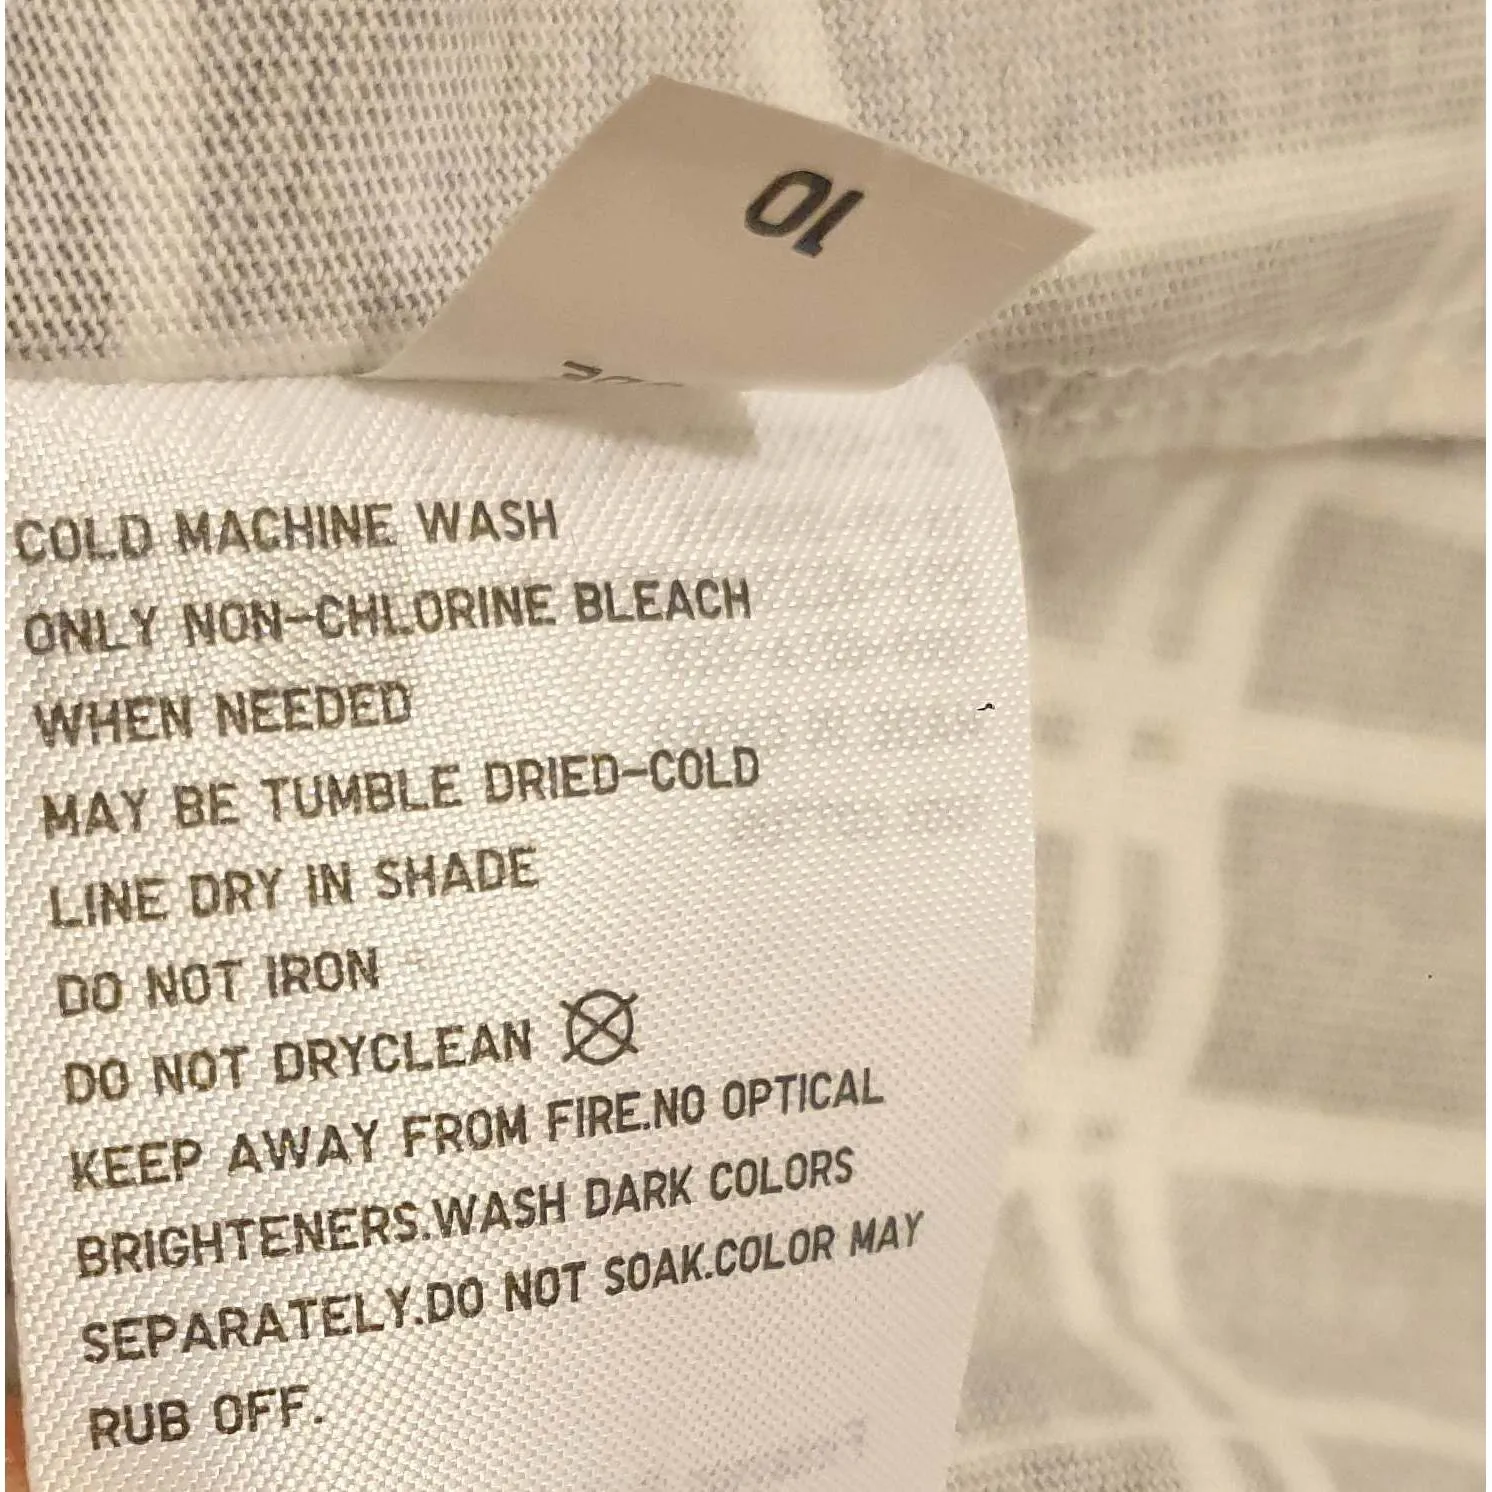 10
COLD MACHINE WASH
ONLY NON-CHLORINE BLEACH
WHEN NEEDED
MAY BE TUMBLE DRIED-COLD
LINE DRY IN SHADE
DO NOT IRON
DO NOT DRYCLEAN
KEEP AWAY FROM FIRE.NO OPTICAL
BRIGHTENERS.WASH DARK COLORS
SEPARATELY.DO NOT SOAK.COLOR MAY
RUB OFF.